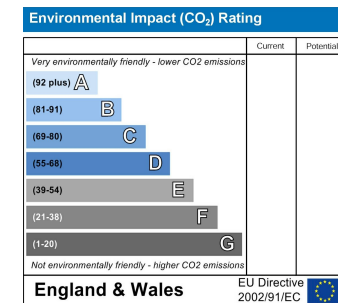 Environmental Impact (CO₂) Rating
Current Potential
Very environmentally friendly - lower CO2 emissions
(92 plus) A
(81-91) B
(69-80) C
(55-68) D
(39-54) E
(21-38) F
(1-20) G
Not environmentally friendly - higher CO2 emissions
England & Wales
EU Directive
2002/91/EC